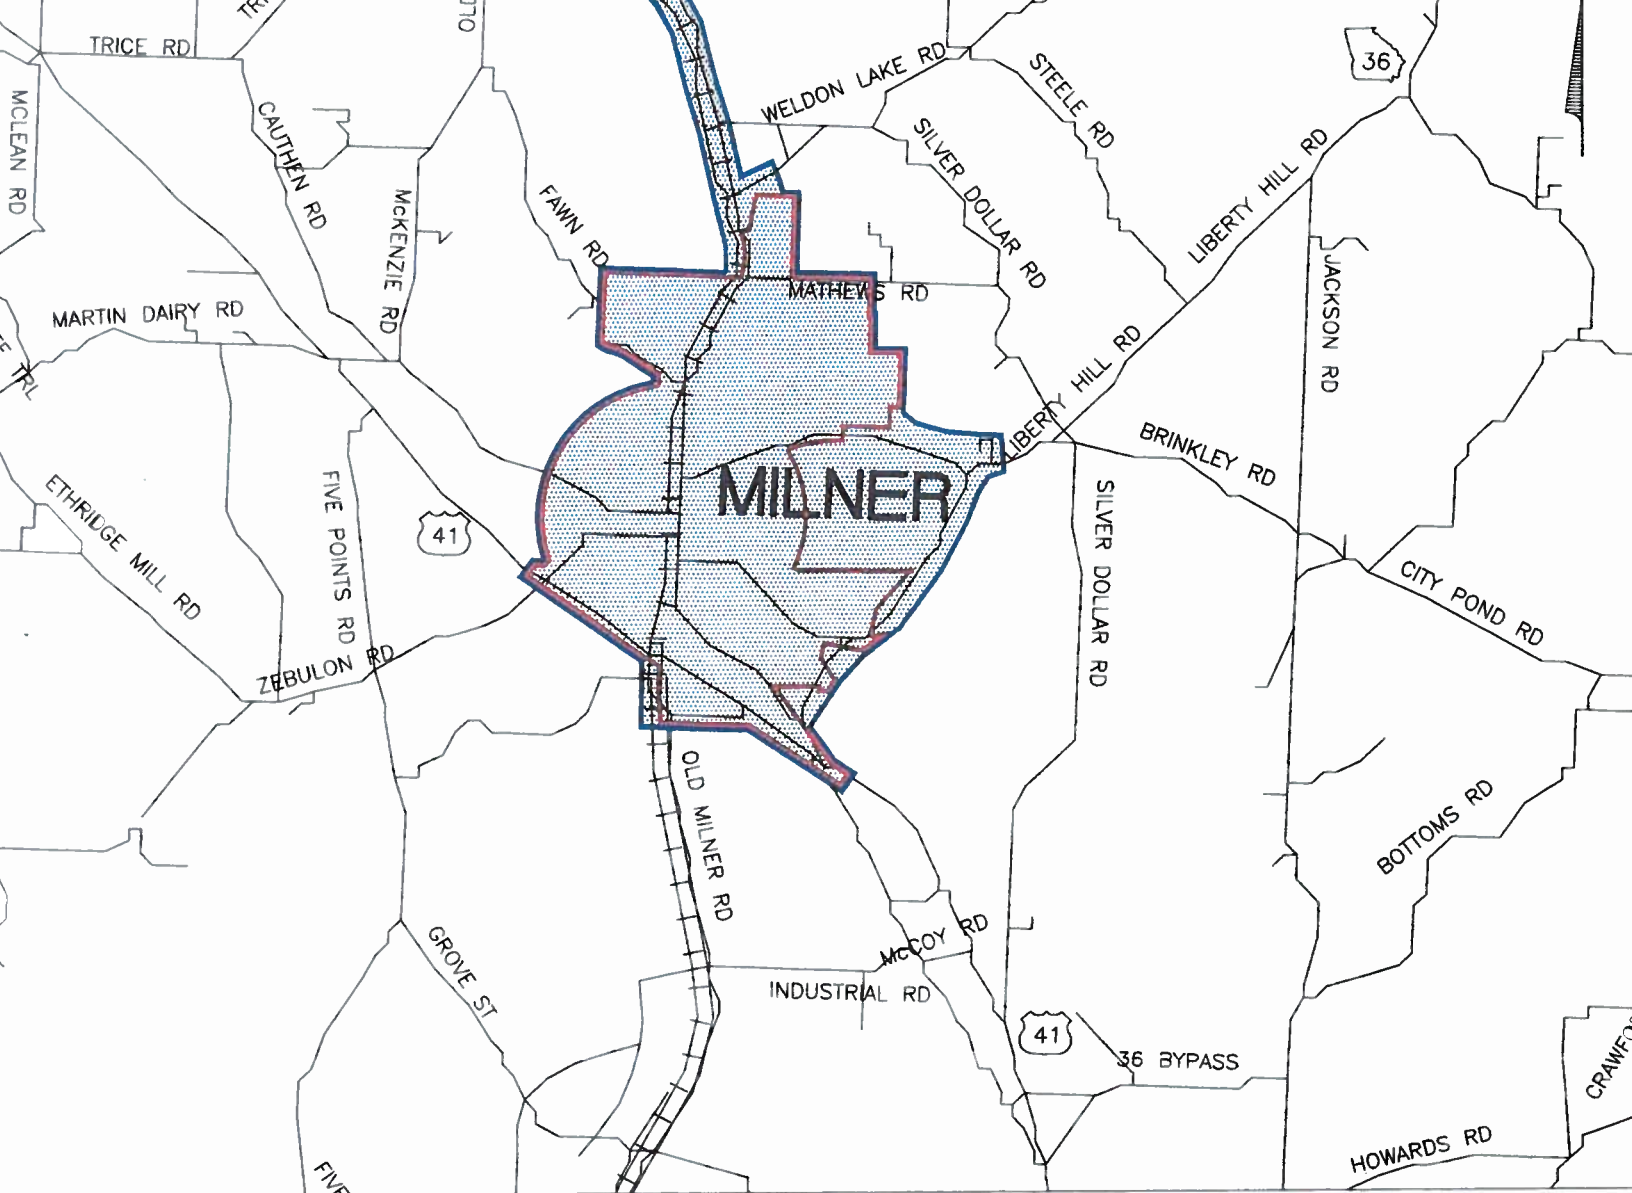 TRICE RD
WELDON LAKE RD
STEELE RD
36
MCLEAN RD
CAUTHEN RD
McKENZIE RD
FAWN RD
SILVER DOLLAR RD
LIBERTY HILL RD
MARTIN DAIRY RD
MATHEWS RD
JACKSON RD
TRL
LIBERTY HILL RD
BRINKLEY RD
ETHRIDGE MILL RD
FIVE POINTS RD
41
MILNER
SILVER DOLLAR RD
CITY POND RD
ZEBULON RD
OLD MILNER RD
BOTTOMS RD
GROVE ST
McCOY RD
INDUSTRIAL RD
41
36 BYPASS
HOWARDS RD
FIVE